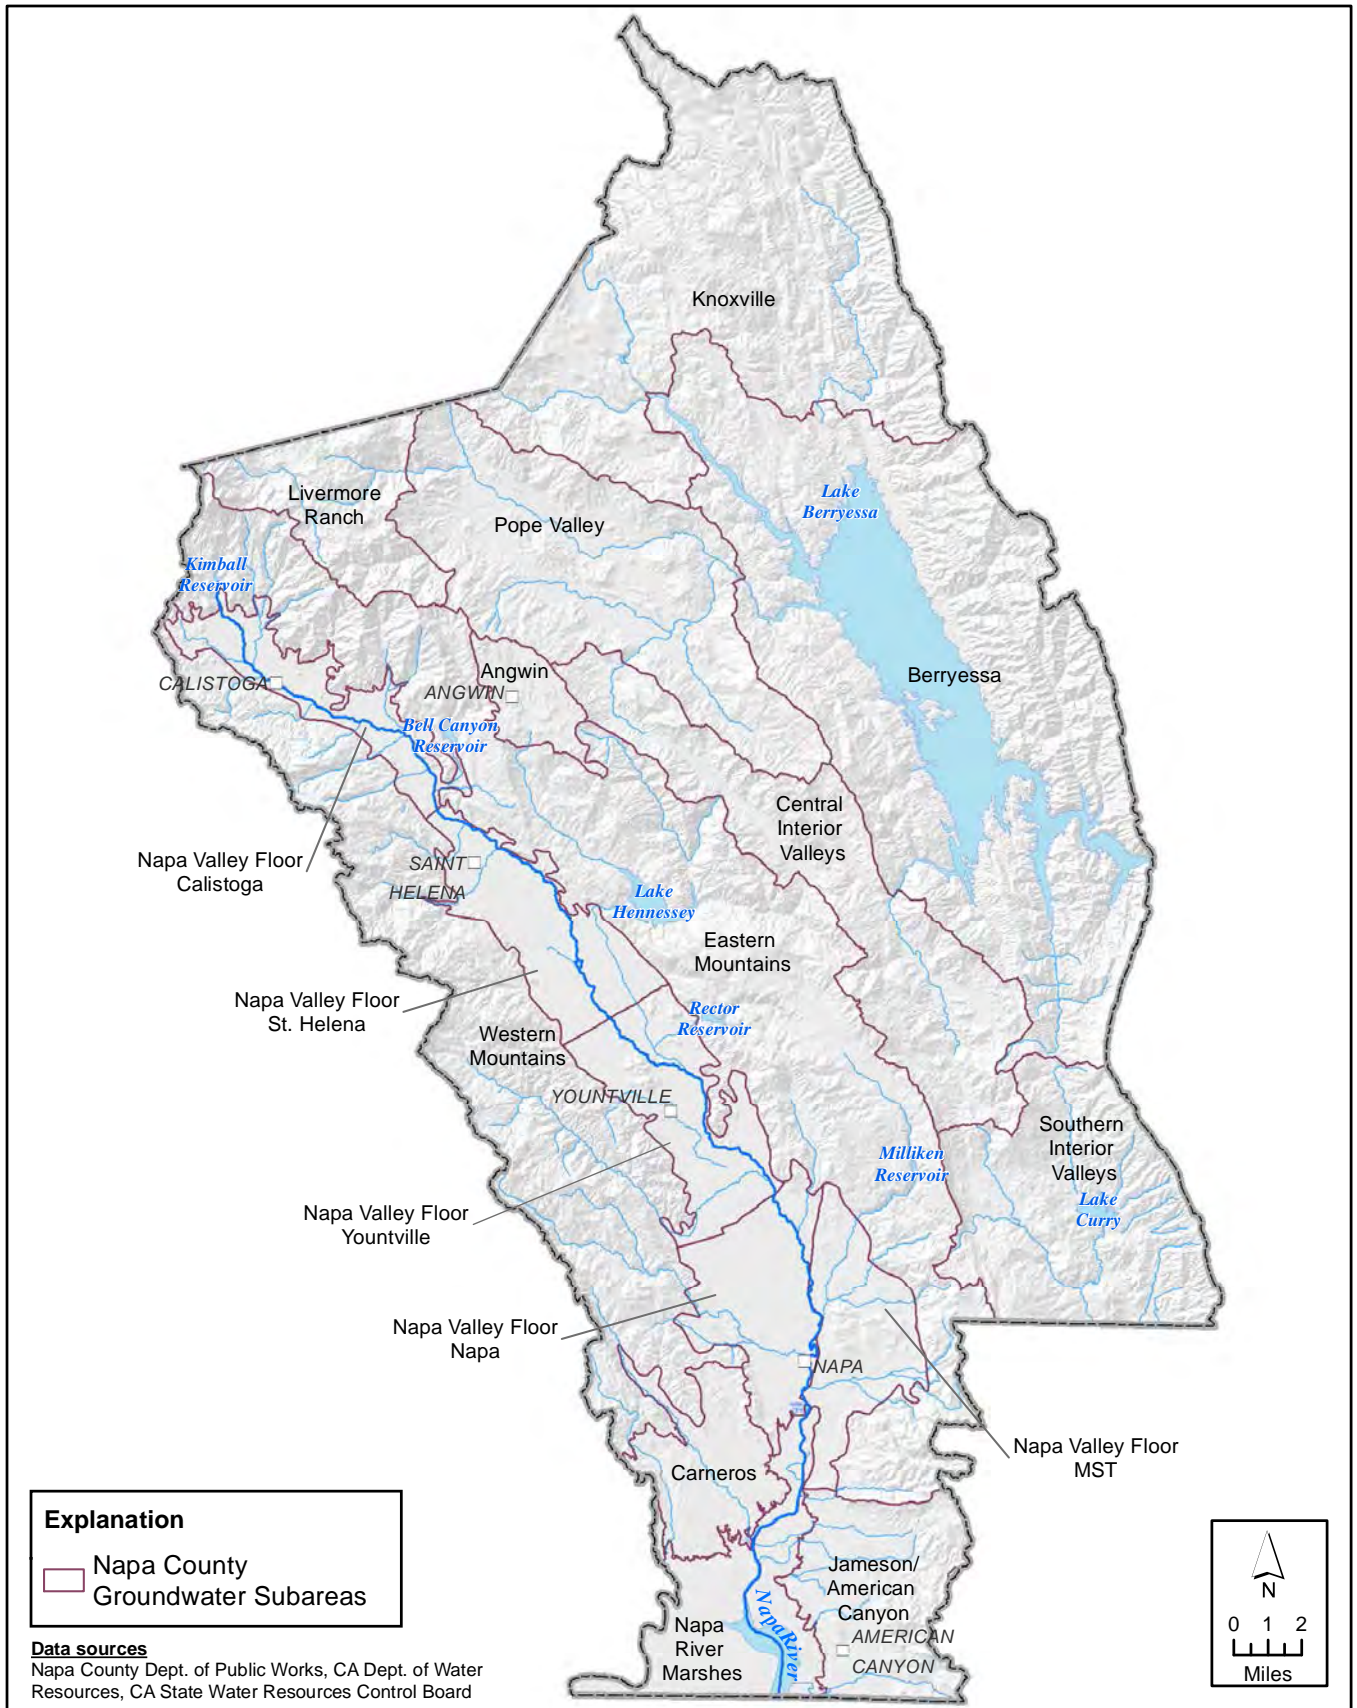 Knoxville
Livermore
Ranch
Pope Valley
Lake
Berryessa
Kimball
Reservoir
Angwin
ANGWIN
CALISTOGA
Berryessa
Bell Canyon
Reservoir
Central
Interior
Valleys
Napa Valley Floor
Calistoga
SAINT
HELENA
Lake
Hennessey
Eastern
Mountains
Napa Valley Floor
St. Helena
Rector
Reservoir
Western
Mountains
YOUNTVILLE
Southern
Interior
Valleys
Milliken
Reservoir
Lake
Curry
Napa Valley Floor
Yountville
Napa Valley Floor
Napa
NAPA
Napa Valley Floor
MST
Carneros
Jameson/
American
Canyon
AMERICAN
CANYON
Napa River
Napa
River
Marshes
Explanation
Napa County
Groundwater Subareas
Data sources
Napa County Dept. of Public Works, CA Dept. of Water
Resources, CA State Water Resources Control Board
N
0 1 2
Miles